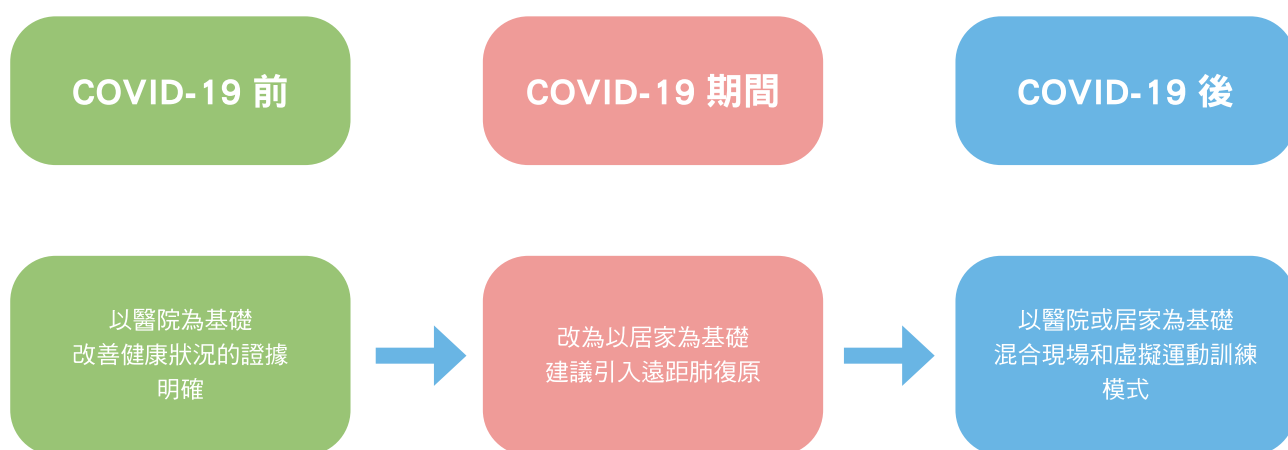 COVID-19 前
COVID-19 期間
COVID-19 後
以醫院為基礎
改善健康狀況的證據
明確
改為以居家為基礎
建議引入遠距肺復原
以醫院或居家為基礎
混合現場和虛擬運動訓練
模式